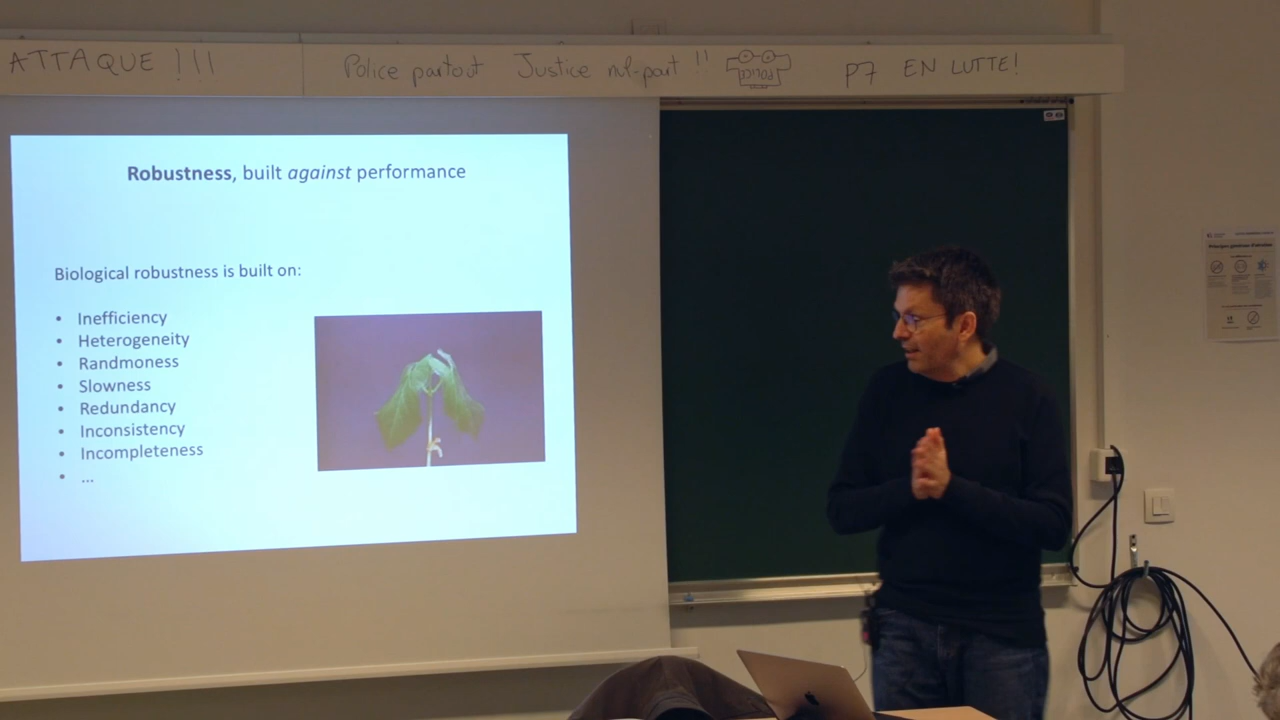 ATTAQUE !!!
Police partout Justice nul-part !! POLICE P7 EN LUTTE!
Robustness, built against performance
Biological robustness is built on:
• Inefficiency
• Heterogeneity
• Randmoness
• Slowness
• Redundancy
• Inconsistency
• Incompleteness
• ...